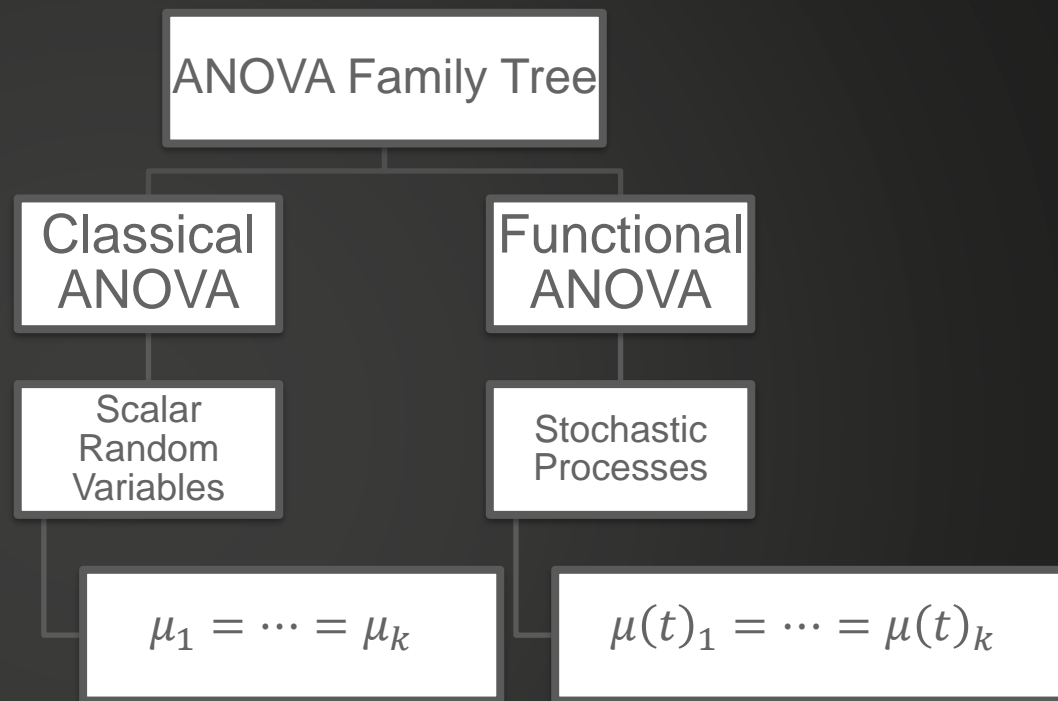 ANOVA Family Tree
Classical
ANOVA
Functional
ANOVA
Scalar
Random
Variables
Stochastic
Processes
𝜇₁ = ⋯ = 𝜇ₖ
𝜇(𝑡)₁ = ⋯ = 𝜇(𝑡)ₖ